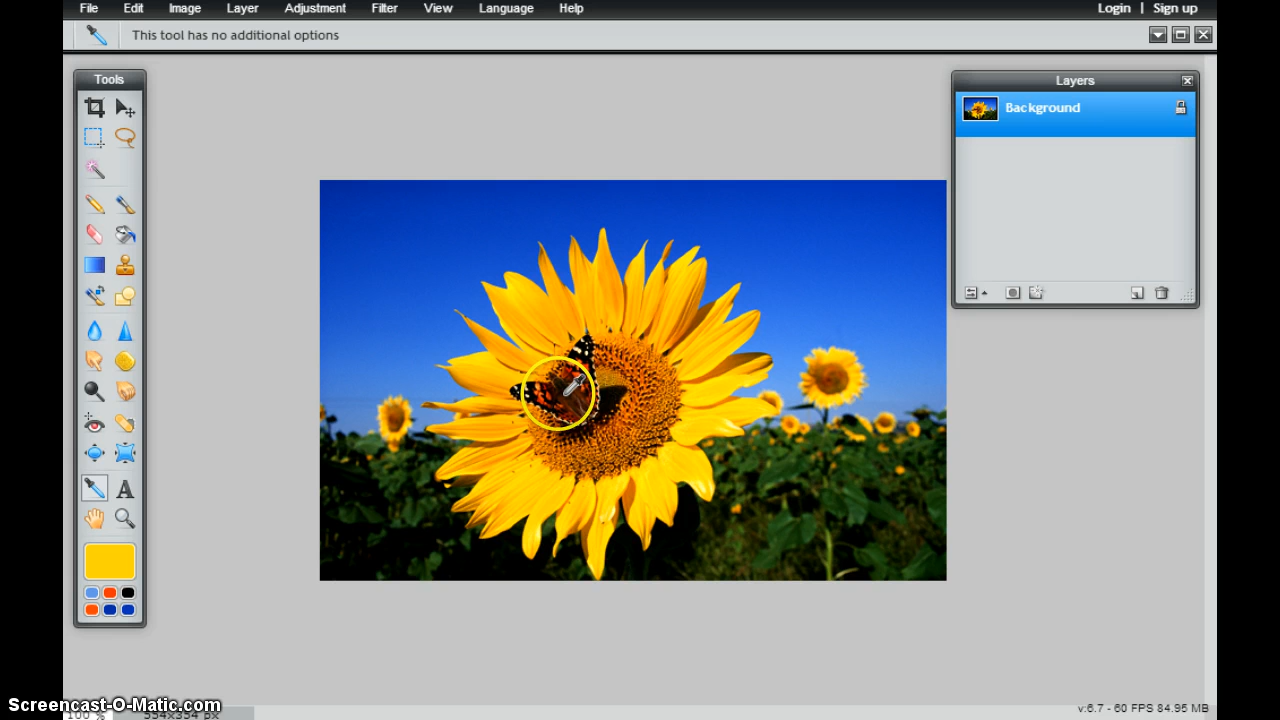 File Edit Image Layer Adjustment Filter View Language Help Login | Sign up
This tool has no additional options
Tools
Layers
Background
A
Screencast-O-Matic.com
v:6.7 - 60 FPS 84.95 MB
100 %